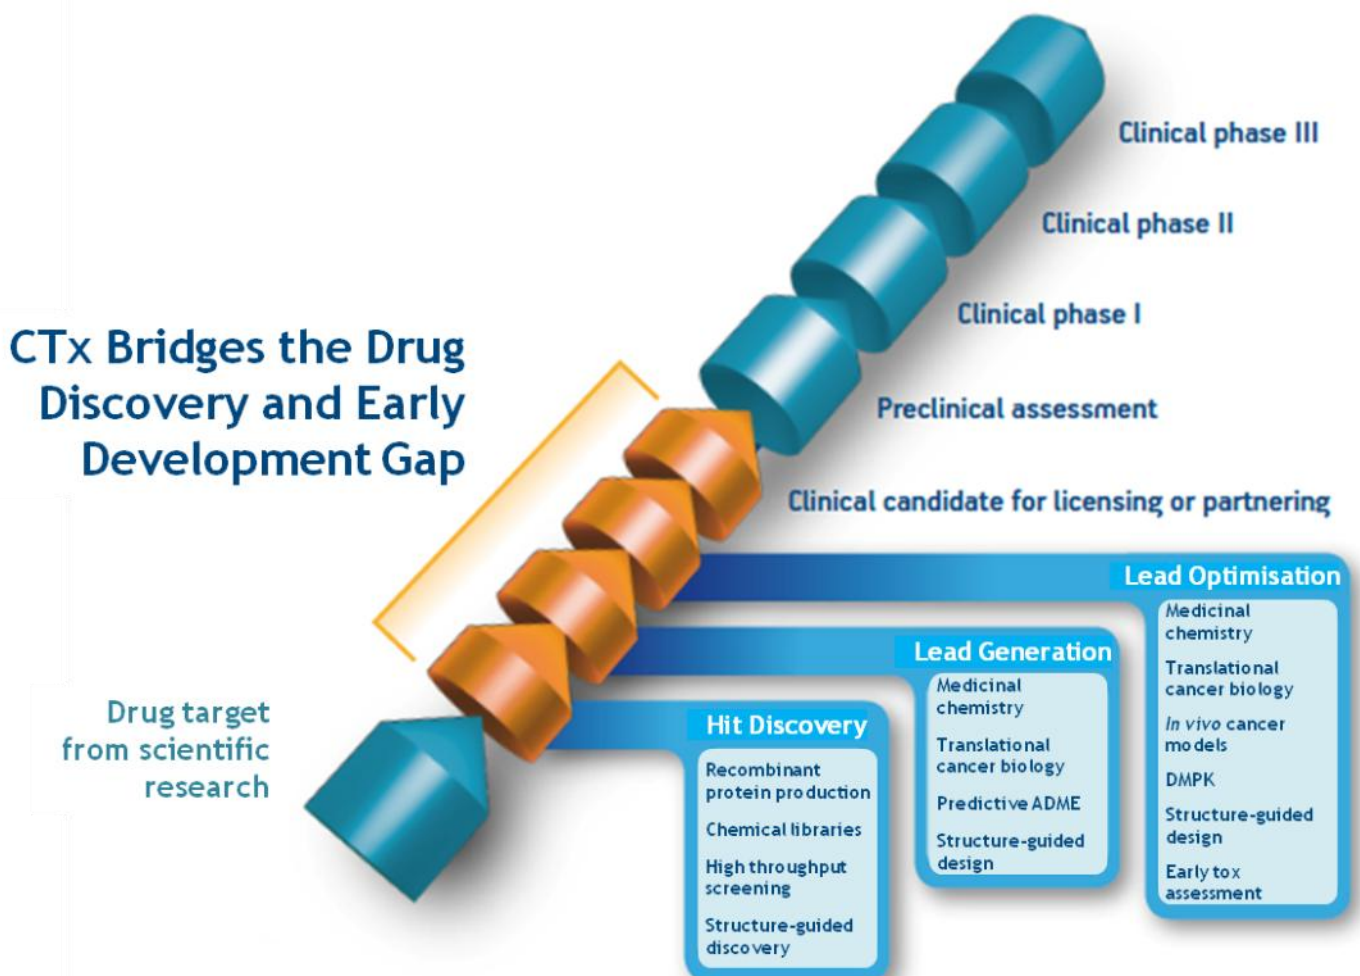 CTx Bridges the Drug
Discovery and Early
Development Gap
Clinical phase III
Clinical phase II
Clinical phase I
Preclinical assessment
Clinical candidate for licensing or partnering
Drug target
from scientific
research
Hit Discovery
Recombinant
protein production
Chemical libraries
High throughput
screening
Structure-guided
discovery
Lead Generation
Medicinal
chemistry
Translational
cancer biology
Predictive ADME
Structure-guided
design
Lead Optimisation
Medicinal
chemistry
Translational
cancer biology
In vivo cancer
models
DMPK
Structure-guided
design
Early tox
assessment